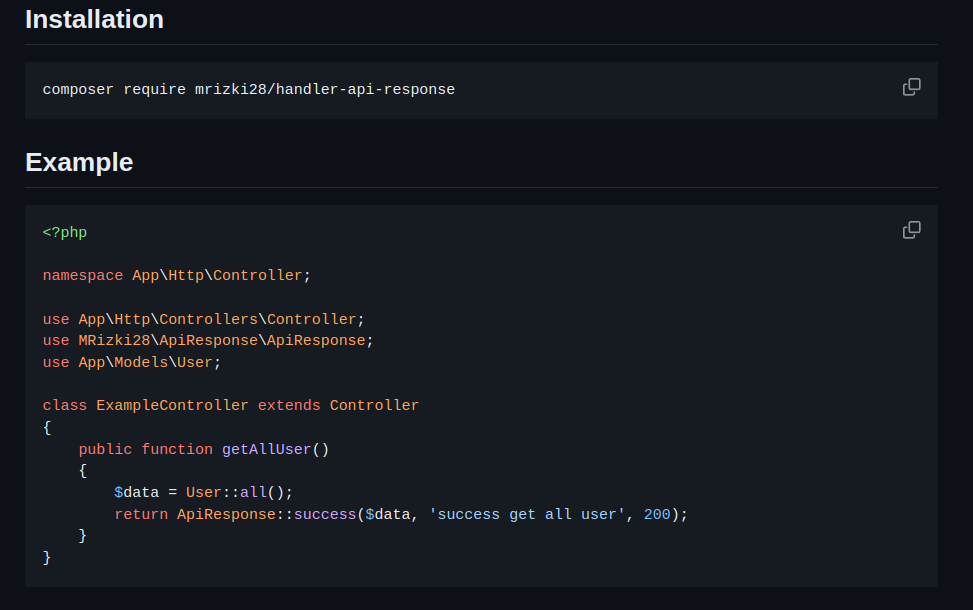 Installation
composer require mrizki28/handler-api-response
Example
<?php
namespace App\Http\Controller;
use App\Http\Controllers\Controller;
use MRizki28\ApiResponse\ApiResponse;
use App\Models\User;
class ExampleController extends Controller
{
    public function getAllUser()
    {
        $data = User::all();
        return ApiResponse::success($data, 'success get all user', 200);
    }
}